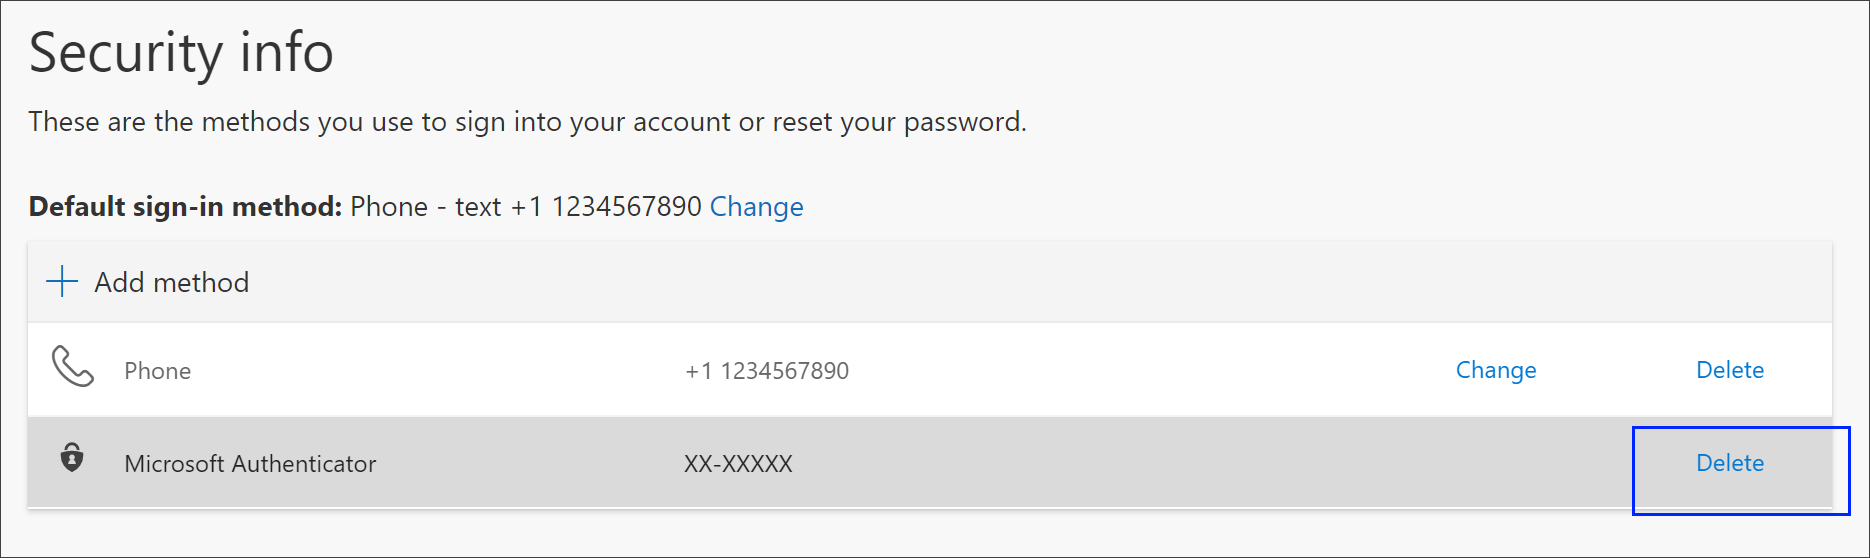 Security info
These are the methods you use to sign into your account or reset your password.
Default sign-in method: Phone - text +1 1234567890 Change
Add method
Phone +1 1234567890 Change Delete
Microsoft Authenticator XX-XXXXX Delete